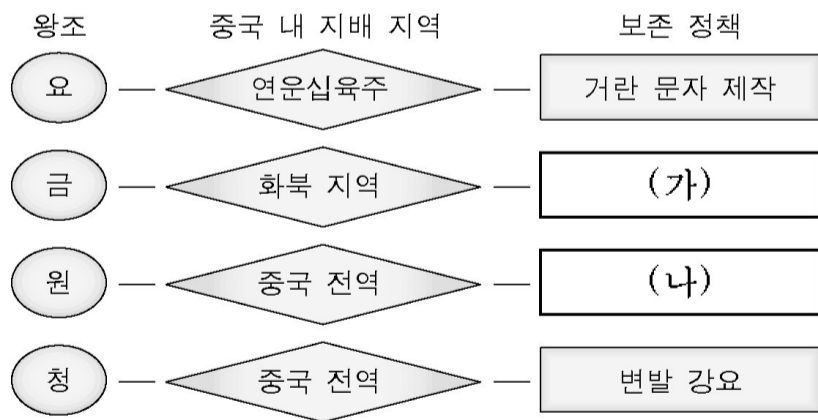 왕조 중국 내 지배 지역 보존 정책
요 연운십육주 거란 문자 제작
금 화북 지역 (가)
원 중국 전역 (나)
청 중국 전역 변발 강요